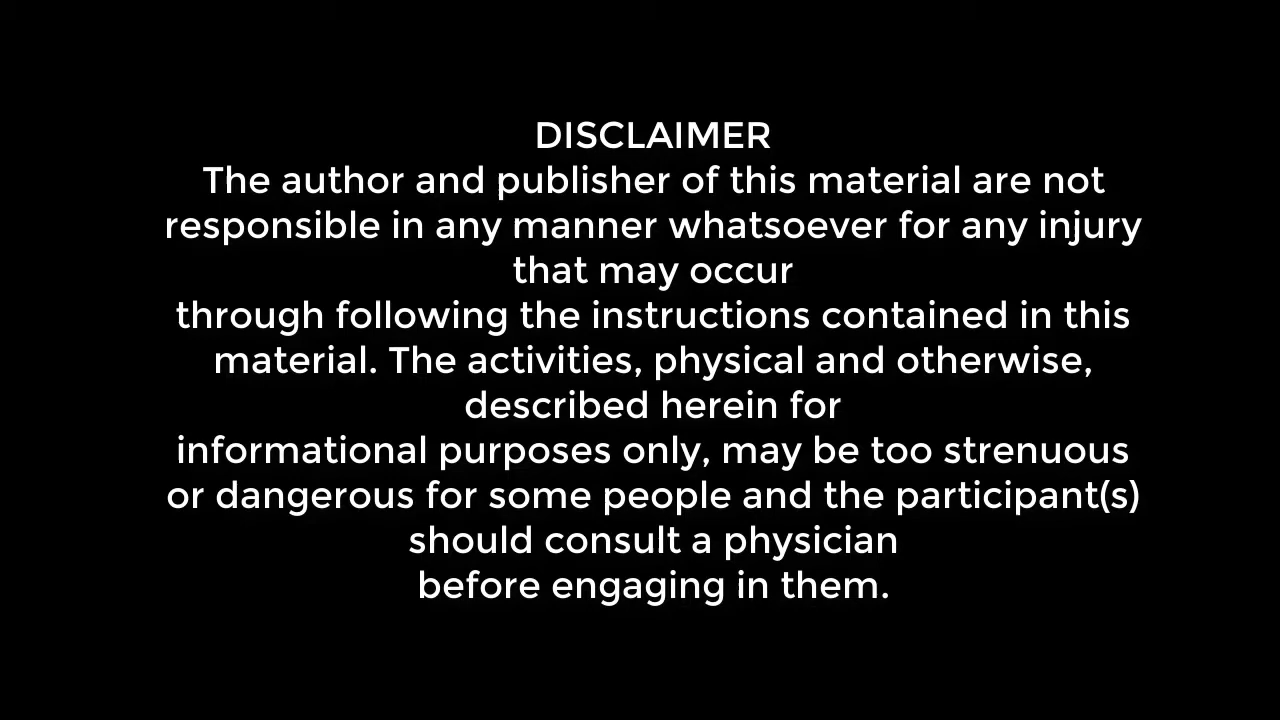 DISCLAIMER
The author and publisher of this material are not
responsible in any manner whatsoever for any injury
that may occur
through following the instructions contained in this
material. The activities, physical and otherwise,
described herein for
informational purposes only, may be too strenuous
or dangerous for some people and the participant(s)
should consult a physician
before engaging in them.